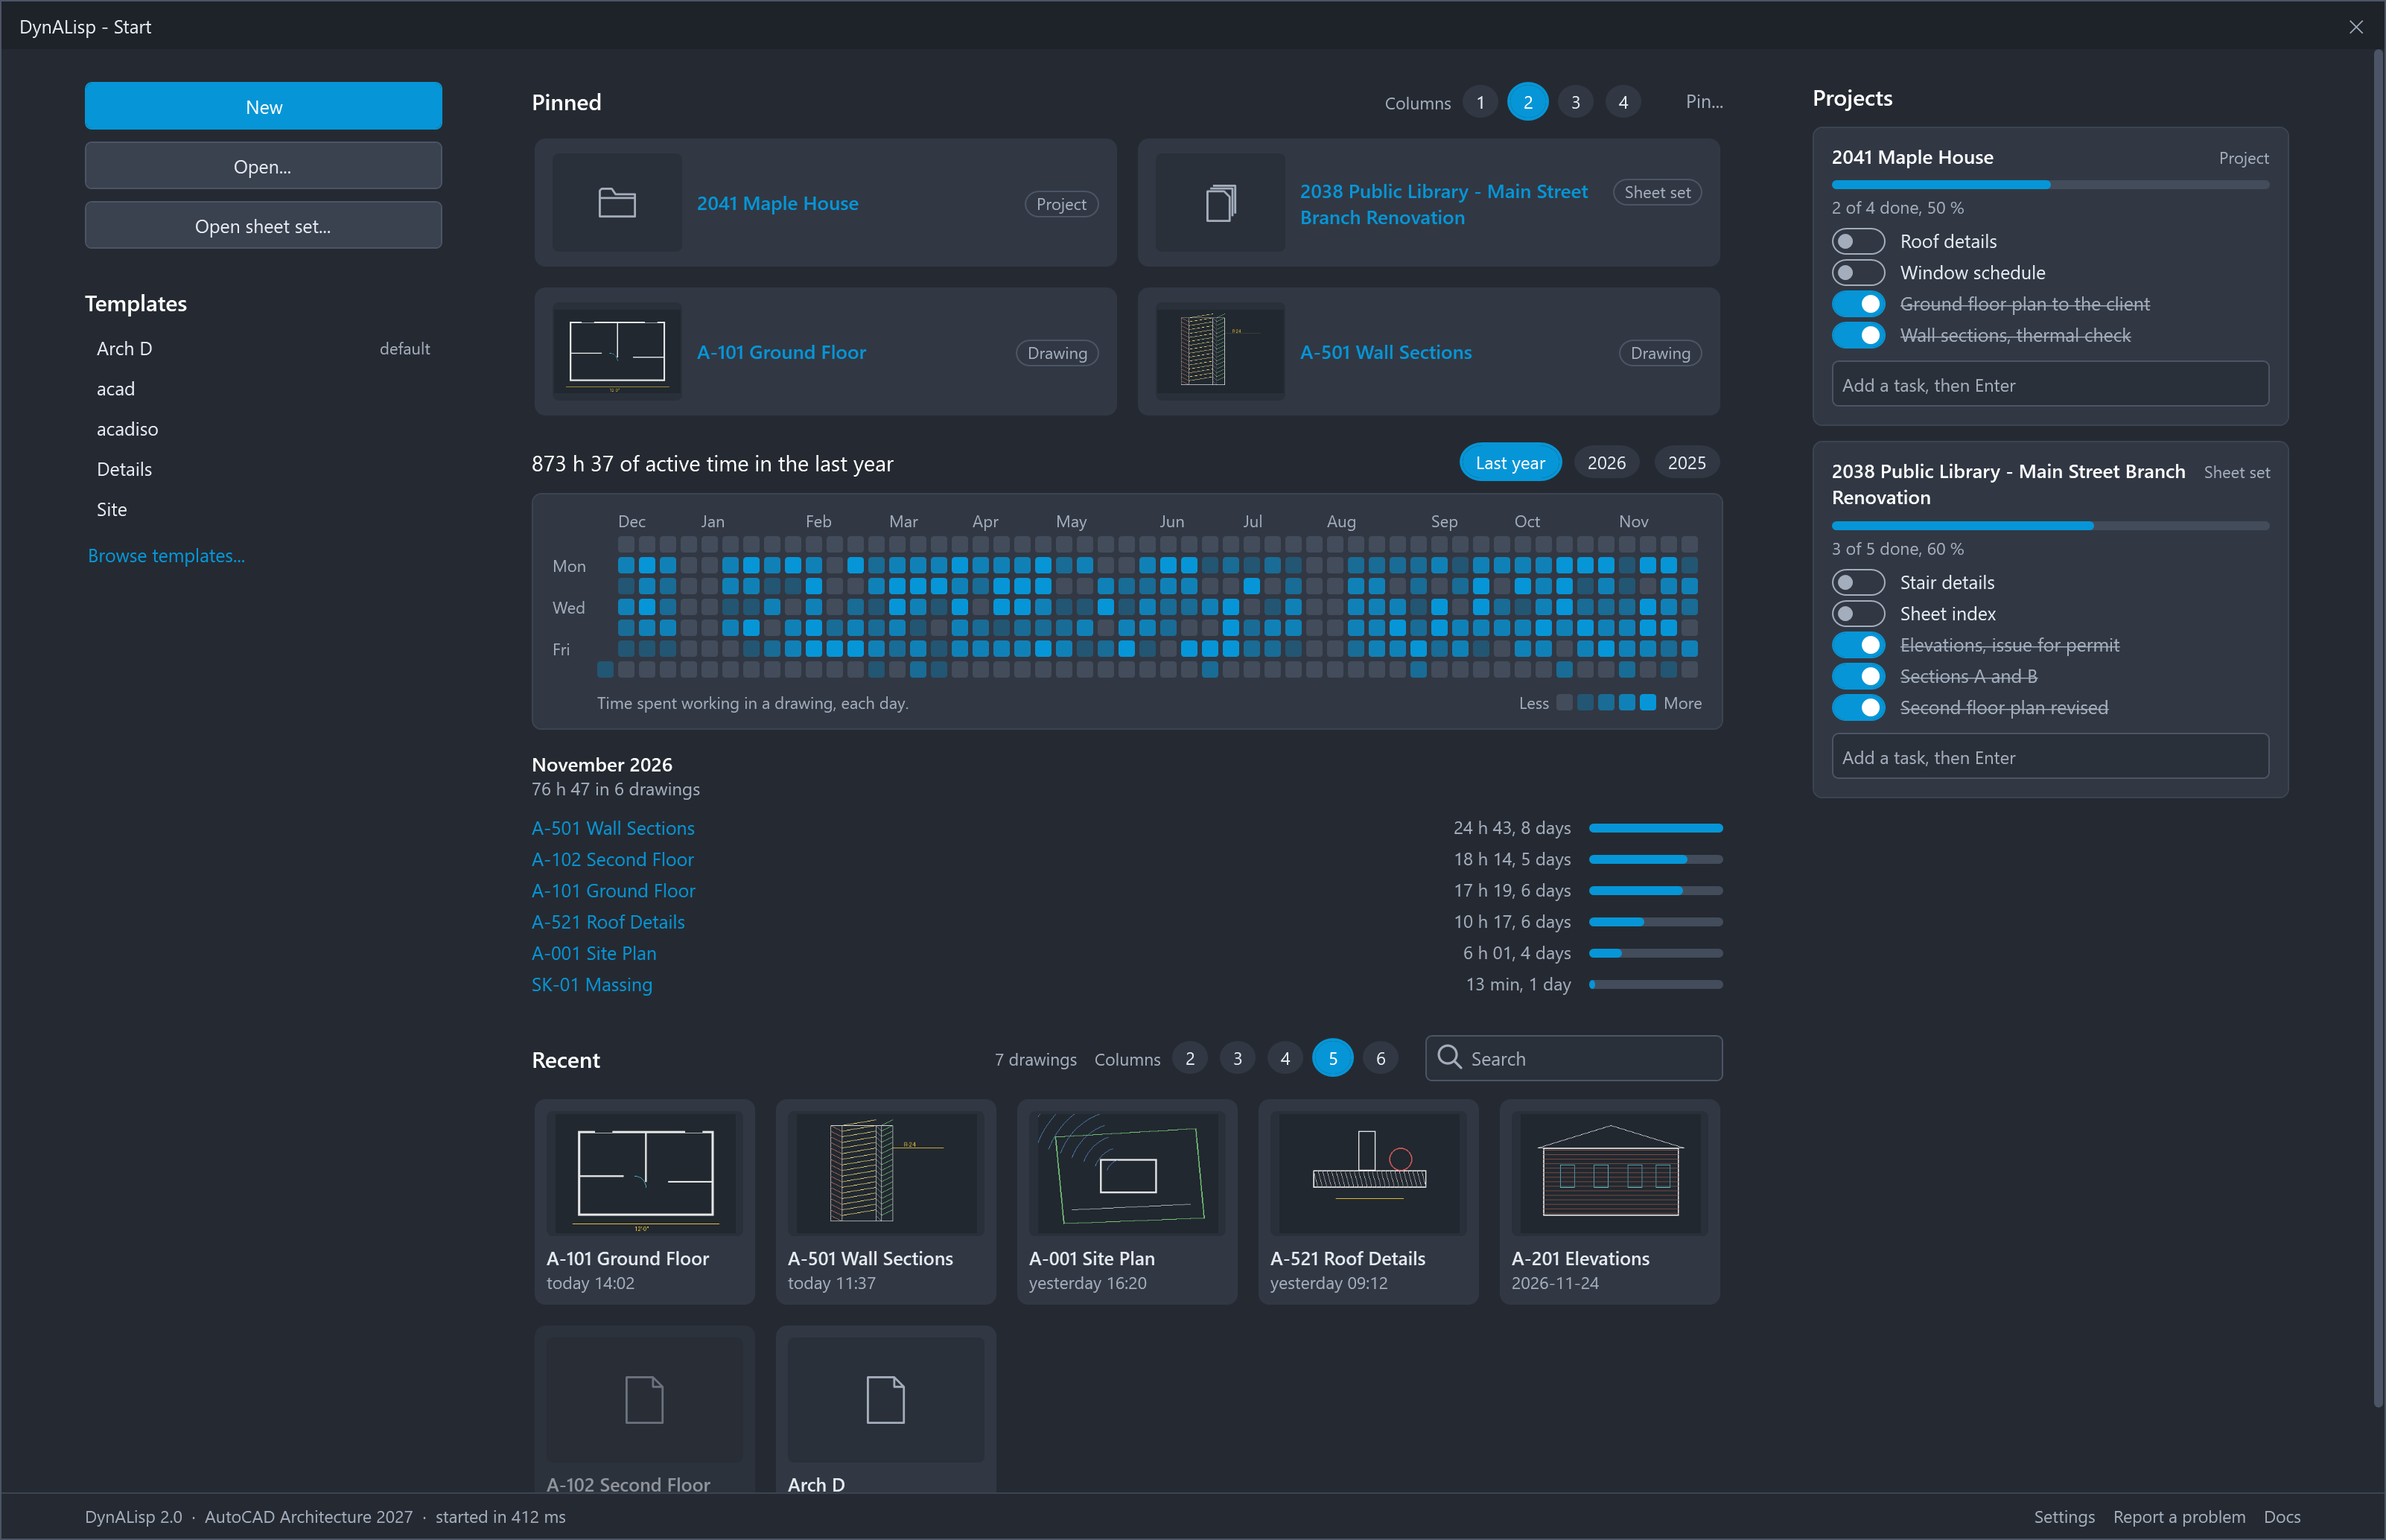 DynALisp - Start
New
Open...
Open sheet set...
Templates
Arch D default
acad
acadiso
Details
Site
Browse templates...
Pinned
Columns 1 2 3 4 Pin...
2041 Maple House Project
2038 Public Library - Main Street
Branch Renovation
Sheet set
A-101 Ground Floor Drawing
12'0"
A-501 Wall Sections Drawing
R-24
873 h 37 of active time in the last year
Last year 2026 2025
Dec Jan Feb Mar Apr May Jun Jul Aug Sep Oct Nov
Mon
Wed
Fri
Time spent working in a drawing, each day.
Less More
November 2026
76 h 47 in 6 drawings
A-501 Wall Sections 24 h 43, 8 days
A-102 Second Floor 18 h 14, 5 days
A-101 Ground Floor 17 h 19, 6 days
A-521 Roof Details 10 h 17, 6 days
A-001 Site Plan 6 h 01, 4 days
SK-01 Massing 13 min, 1 day
Recent
7 drawings Columns 2 3 4 5 6
Search
12'0"
A-101 Ground Floor
today 14:02
R-24
A-501 Wall Sections
today 11:37
A-001 Site Plan
yesterday 16:20
A-521 Roof Details
yesterday 09:12
A-201 Elevations
2026-11-24
A-102 Second Floor
Arch D
Projects
2041 Maple House Project
2 of 4 done, 50 %
Roof details
Window schedule
Ground floor plan to the client
Wall sections, thermal check
Add a task, then Enter
2038 Public Library - Main Street Branch
Renovation
Sheet set
3 of 5 done, 60 %
Stair details
Sheet index
Elevations, issue for permit
Sections A and B
Second floor plan revised
Add a task, then Enter
DynALisp 2.0 · AutoCAD Architecture 2027 · started in 412 ms
Settings Report a problem Docs